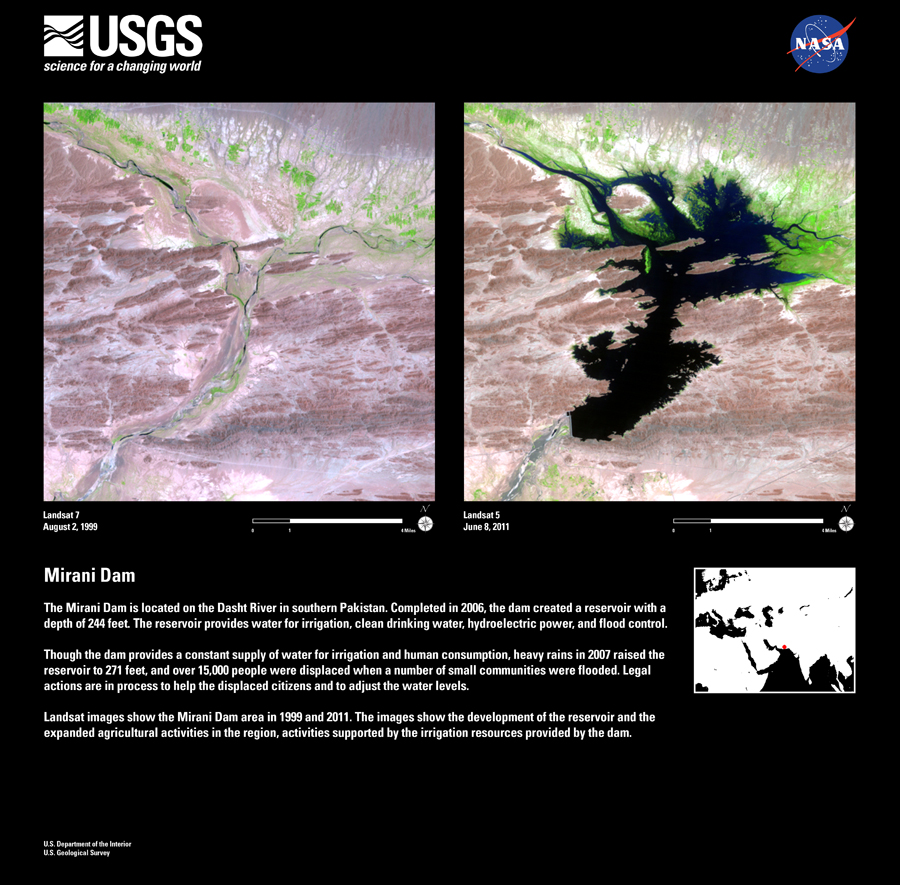 USGS
science for a changing world
NASA
Landsat 7
August 2, 1999
N
0 1 4 Miles
Landsat 5
June 8, 2011
N
0 1 4 Miles
Mirani Dam
The Mirani Dam is located on the Dasht River in southern Pakistan. Completed in 2006, the dam created a reservoir with a
depth of 244 feet. The reservoir provides water for irrigation, clean drinking water, hydroelectric power, and flood control.
Though the dam provides a constant supply of water for irrigation and human consumption, heavy rains in 2007 raised the
reservoir to 271 feet, and over 15,000 people were displaced when a number of small communities were flooded. Legal
actions are in process to help the displaced citizens and to adjust the water levels.
Landsat images show the Mirani Dam area in 1999 and 2011. The images show the development of the reservoir and the
expanded agricultural activities in the region, activities supported by the irrigation resources provided by the dam.
U.S. Department of the Interior
U.S. Geological Survey